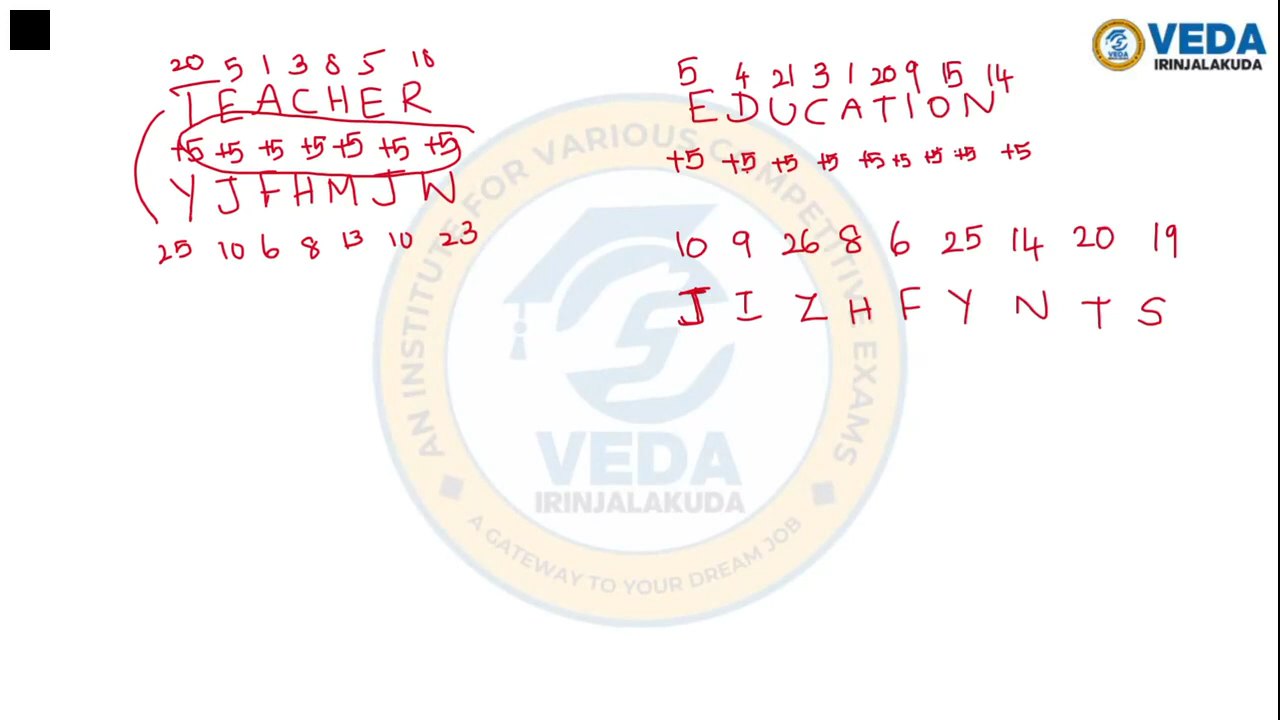 VEDA
IRINJALAKUDA
20 5 1 3 8 5 18
TEACHER
+5 +5 +5 +5 +5 +5 +5
Y J F H M J W
25 10 6 8 13 10 23
5 4 21 3 1 20 9 15 14
EDUCATION
+5 +5 +5 +5 +5 +5 +5 +5 +5
10 9 26 8 6 25 14 20 19
J I Z H F Y N T S
AN INSTITUTE FOR VARIOUS COMPETITIVE EXAMS
VEDA
IRINJALAKUDA
A GATEWAY TO YOUR DREAM JOB